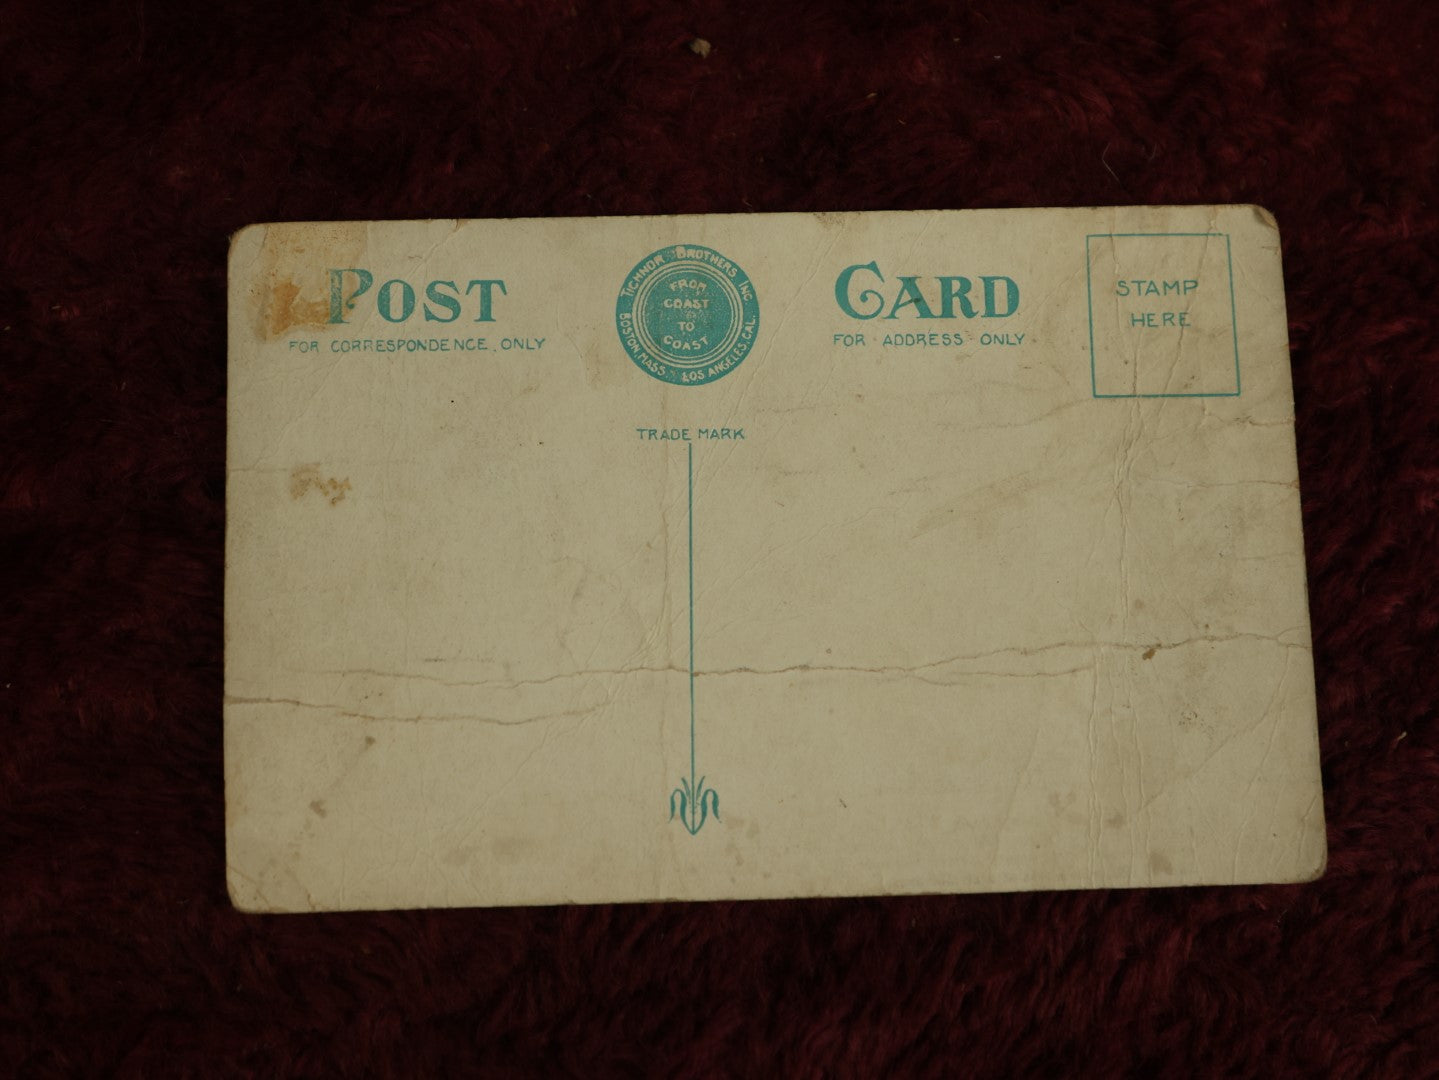 POST
FOR CORRESPONDENCE ONLY
TICHNOR BROTHERS INC.
BOSTON, MASS. LOS ANGELES, CAL.
FROM
COAST
TO
COAST
TRADE MARK
CARD
FOR ADDRESS ONLY
STAMP
HERE